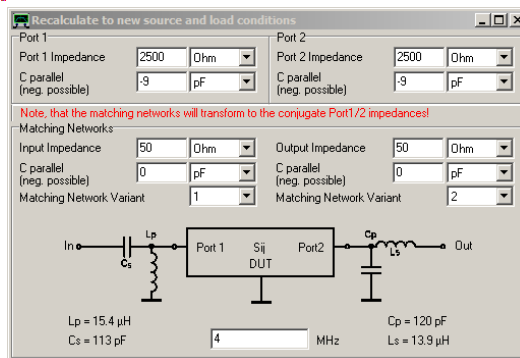 Recalculate to new source and load conditions
Port 1
Port 2
Port 1 Impedance 2500 Ohm
Port 2 Impedance 2500 Ohm
C parallel (neg. possible) -9 pF
C parallel (neg. possible) -9 pF
Note, that the matching networks will transform to the conjugate Port1/2 impedances!
Matching Networks
Input Impedance 50 Ohm
Output Impedance 50 Ohm
C parallel (neg. possible) 0 pF
C parallel (neg. possible) 0 pF
Matching Network Variant 1
Matching Network Variant 2
Lp
Cp
In
Cs
Port 1 Sij Port2
DUT
Ls
Out
Lp = 15.4 µH
Cp = 120 pF
Cs = 113 pF
4 MHz
Ls = 13.9 µH